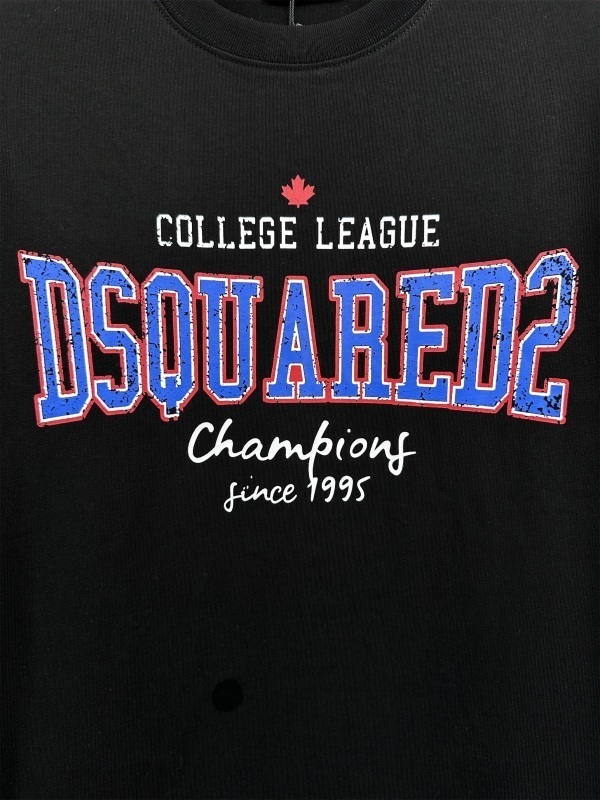 COLLEGE LEAGUE
DSQUARED2
Champions
since 1995